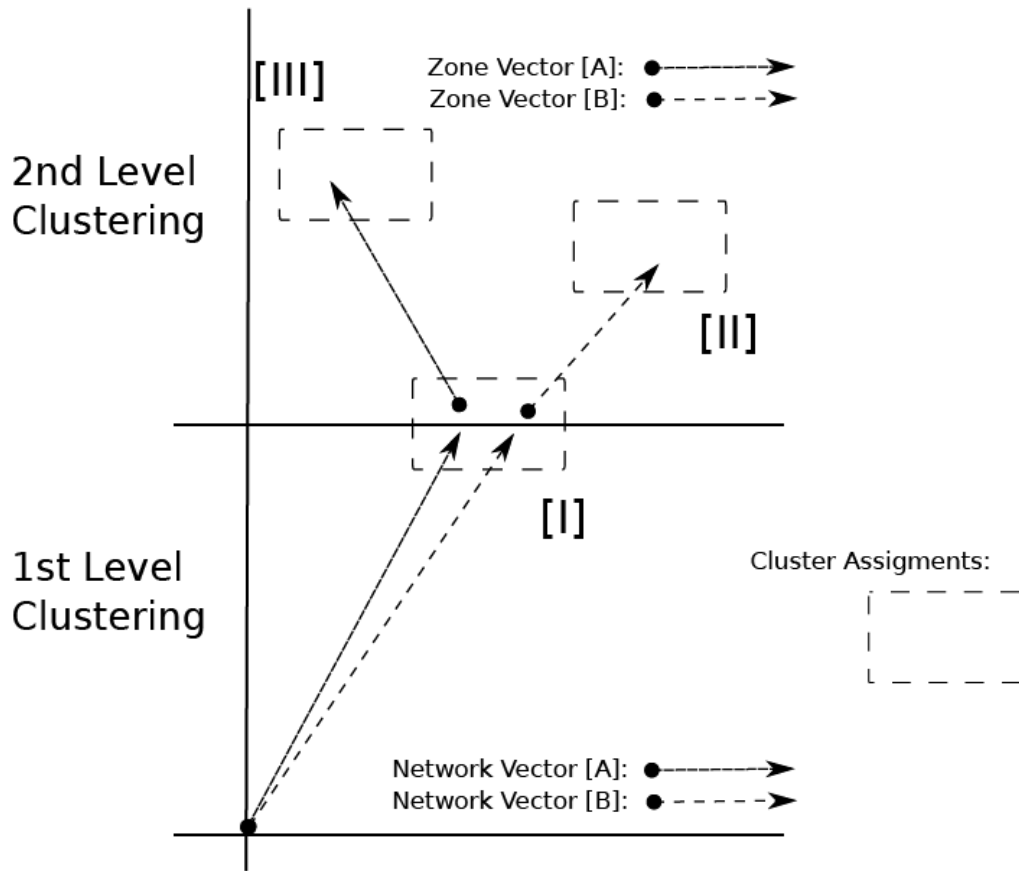 [III]
Zone Vector [A]:
Zone Vector [B]:
2nd Level
Clustering
[II]
[I]
1st Level
Clustering
Cluster Assigments:
Network Vector [A]:
Network Vector [B]: